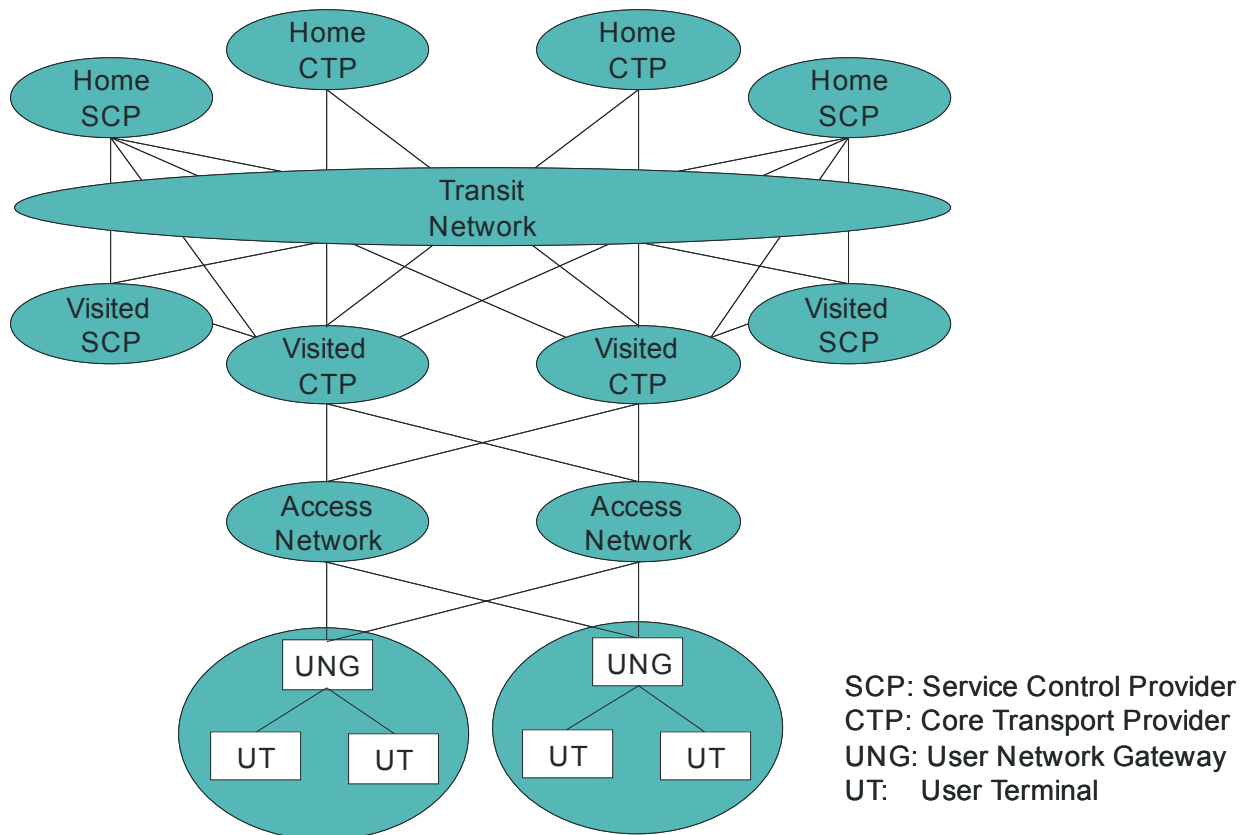 Home
CTP
Home
CTP
Home
SCP
Home
SCP
Transit
Network
Visited
SCP
Visited
CTP
Visited
CTP
Visited
SCP
Access
Network
Access
Network
UNG
UT
UT
UNG
UT
UT
SCP: Service Control Provider
CTP: Core Transport Provider
UNG: User Network Gateway
UT: User Terminal